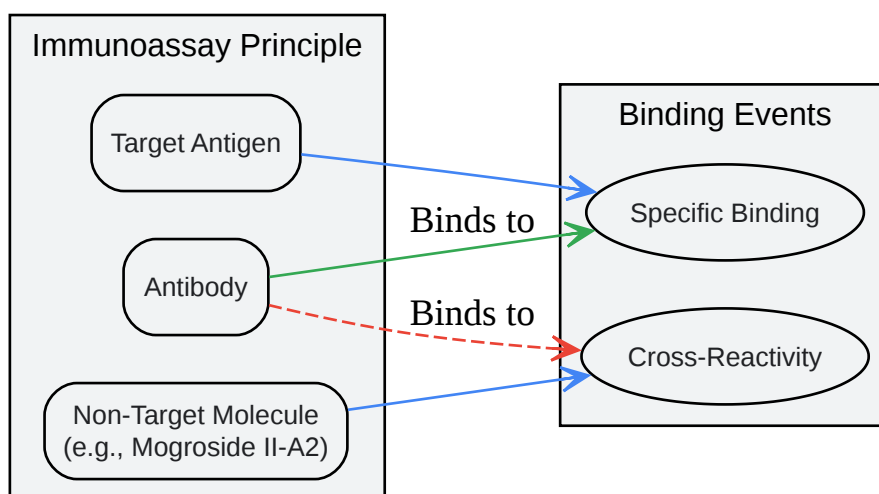 Immunoassay Principle
Target Antigen
Antibody
Non-Target Molecule
(e.g., Mogroside II-A2)
Binds to
Binds to
Binding Events
Specific Binding
Cross-Reactivity